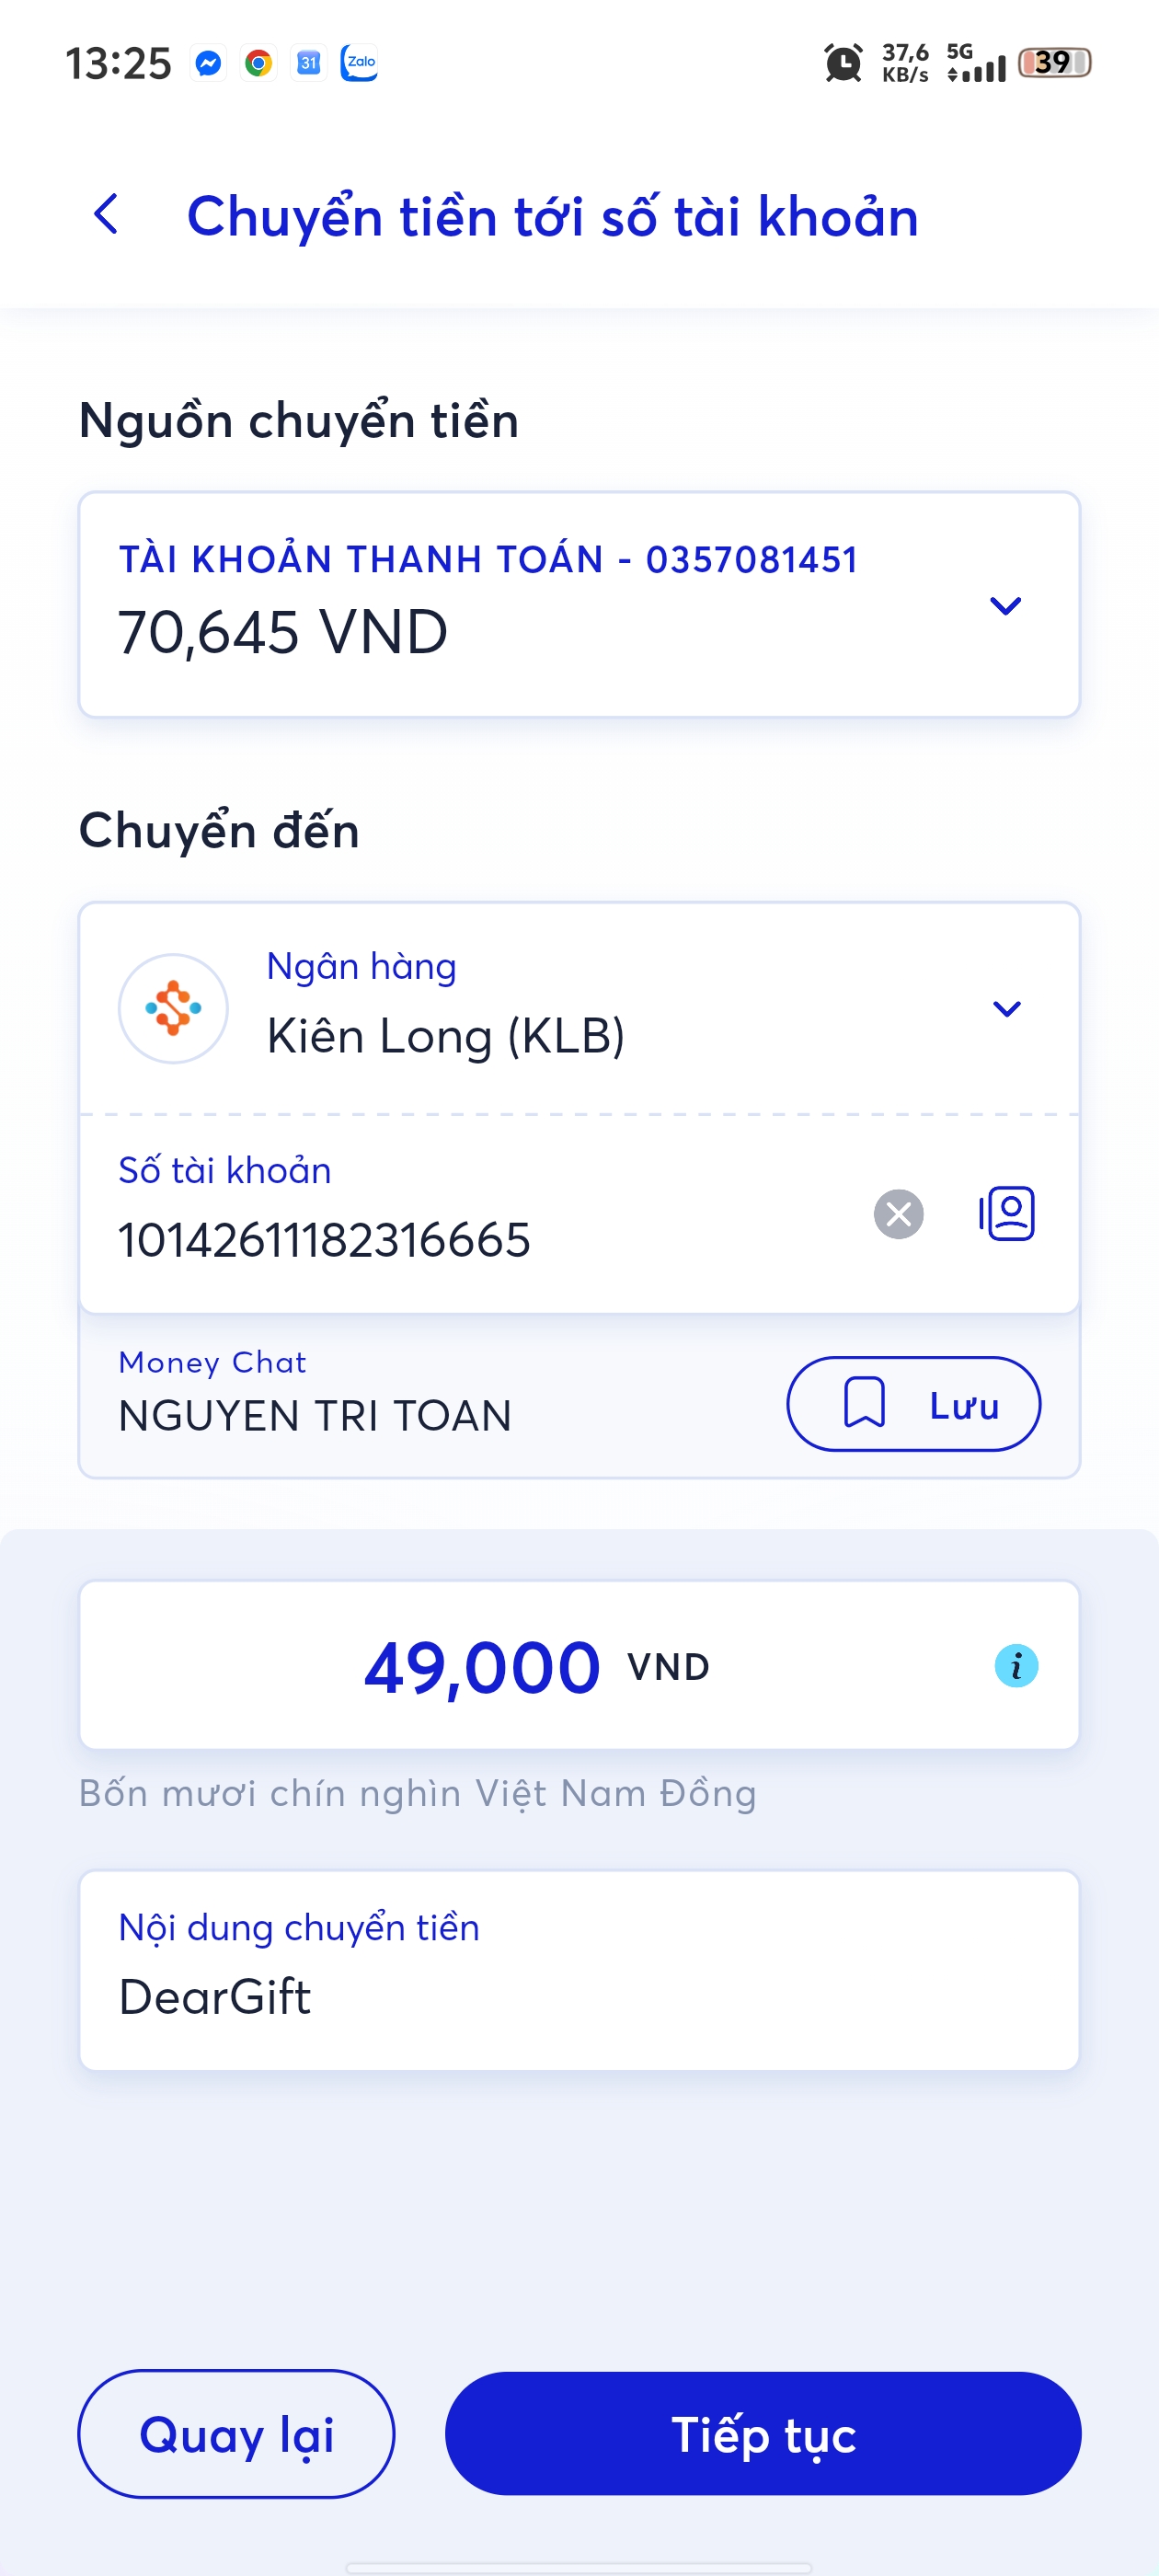 13:25
31
Zalo
37,6
KB/s
5G
39
Chuyển tiền tới số tài khoản
Nguồn chuyển tiền
TÀI KHOẢN THANH TOÁN - 0357081451
70,645 VND
Chuyển đến
Ngân hàng
Kiên Long (KLB)
Số tài khoản
10142611182316665
Money Chat
NGUYEN TRI TOAN
Lưu
49,000 VND
Bốn mươi chín nghìn Việt Nam Đồng
Nội dung chuyển tiền
DearGift
Quay lại
Tiếp tục